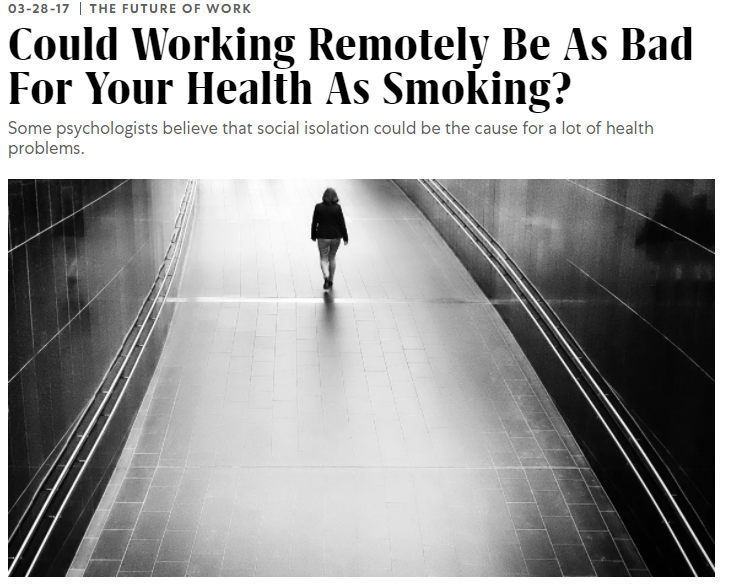 03-28-17 | THE FUTURE OF WORK
Could Working Remotely Be As Bad
For Your Health As Smoking?
Some psychologists believe that social isolation could be the cause for a lot of health
problems.